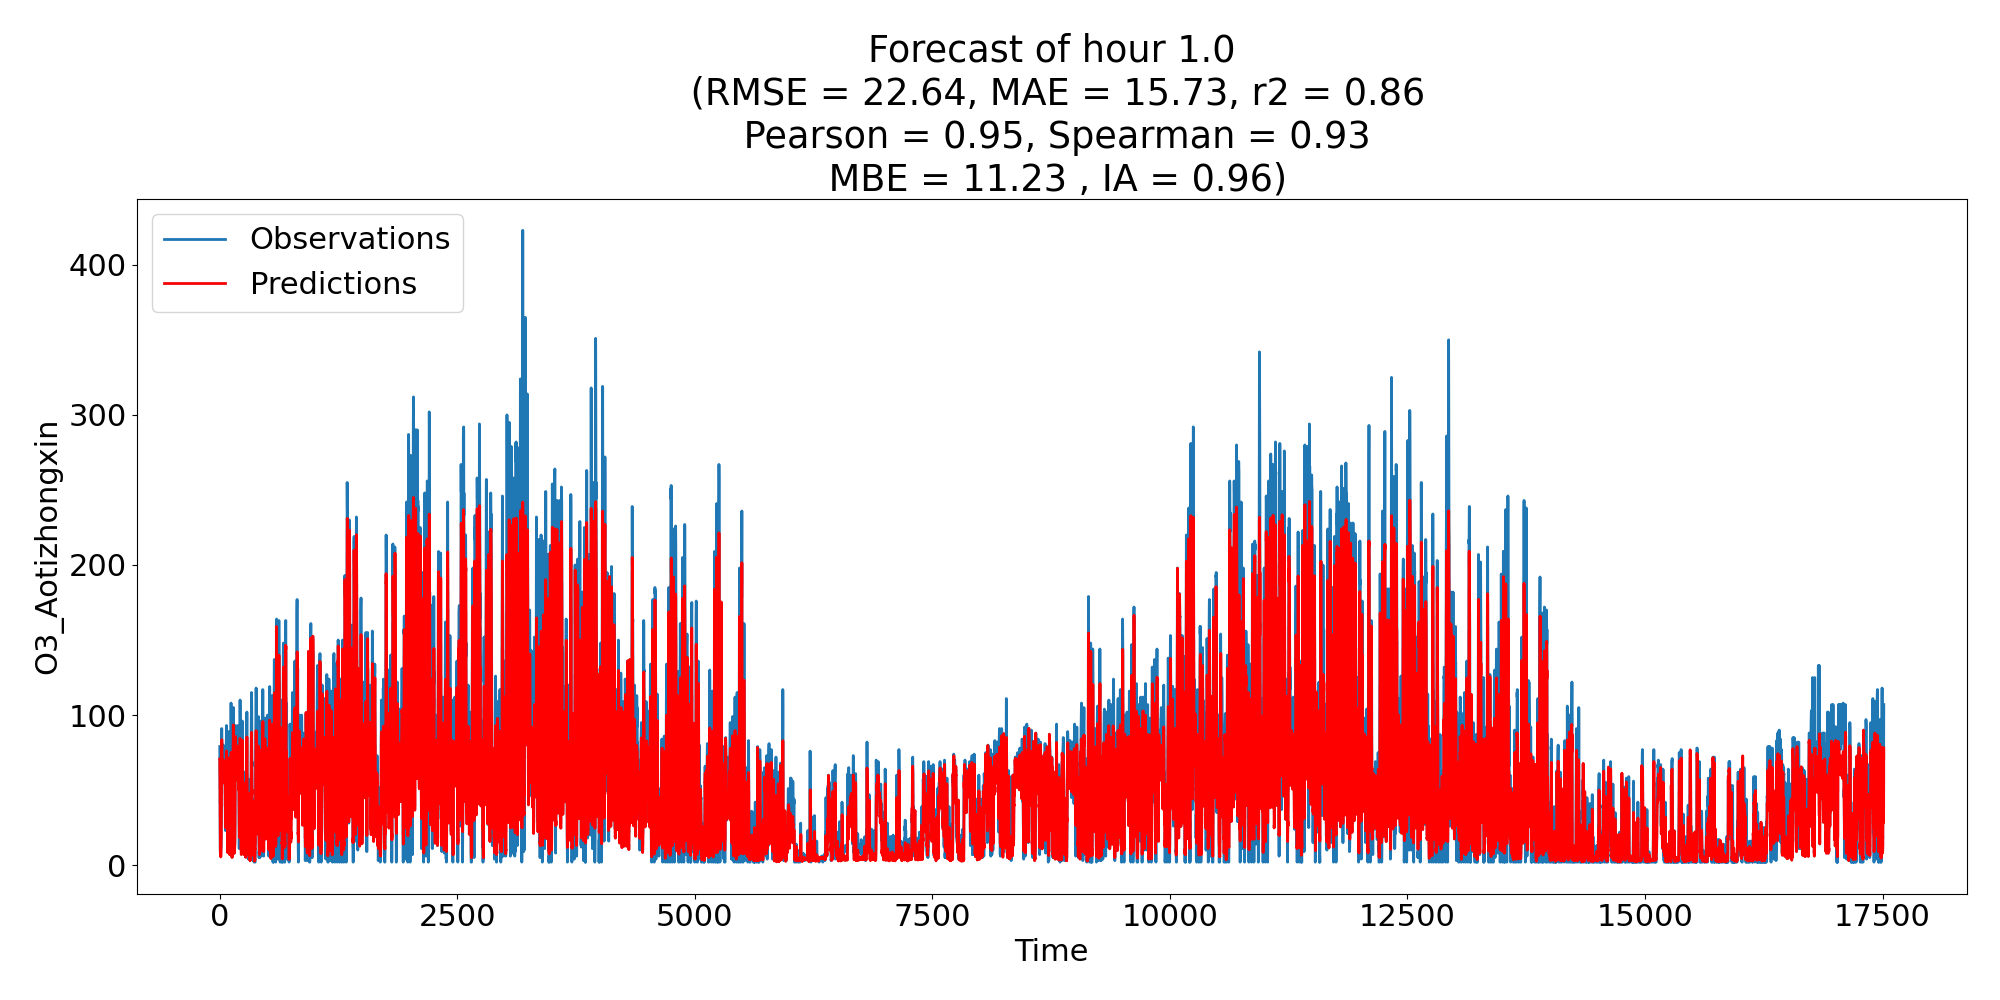 Forecast of hour 1.0
(RMSE = 22.64, MAE = 15.73, r2 = 0.86
Pearson = 0.95, Spearman = 0.93
MBE = 11.23 , IA = 0.96)
Observations
Predictions
400
300
200
100
0
O3_Aotizhongxin
0 2500 5000 7500 10000 12500 15000 17500
Time